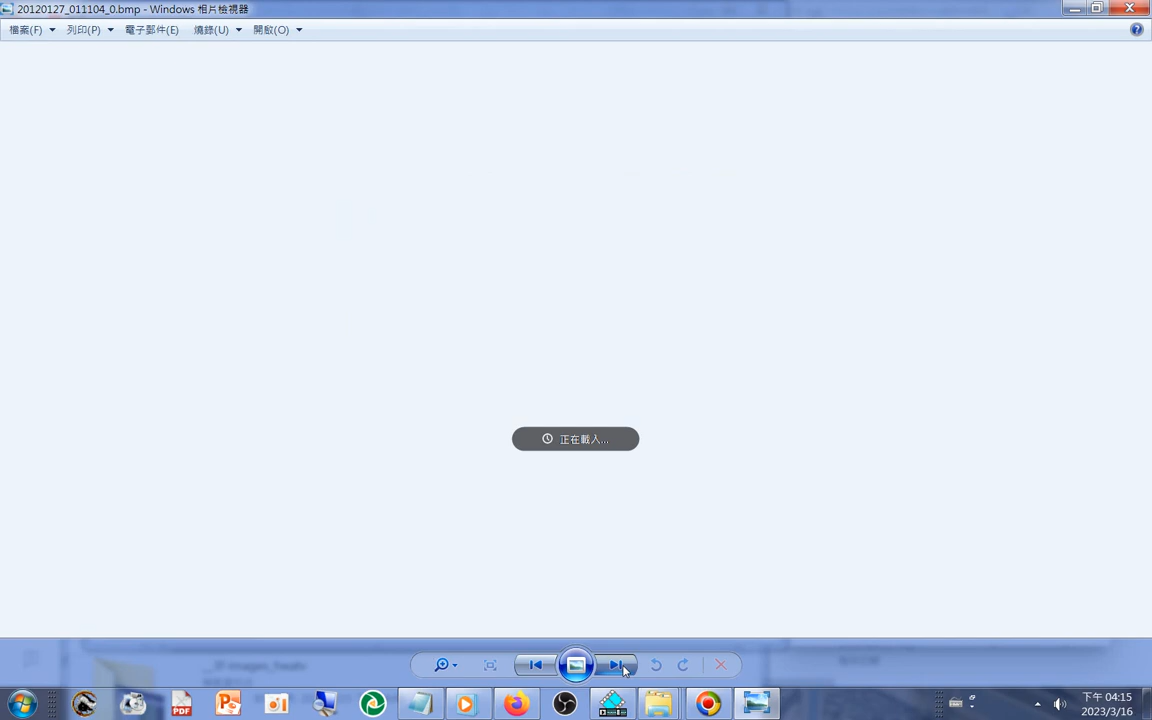 20120127_011104_0.bmp - Windows 相片檢視器
檔案(F) 列印(P) 電子郵件(E) 燒錄(U) 開啟(O)
正在載入...
PDF
下午 04:15
2023/3/16